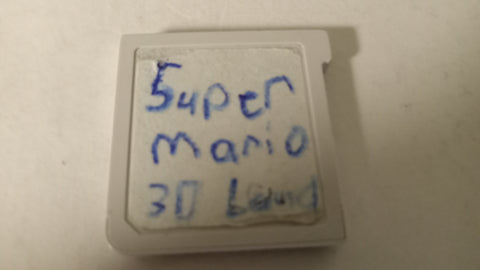 Super
mario
3D Land